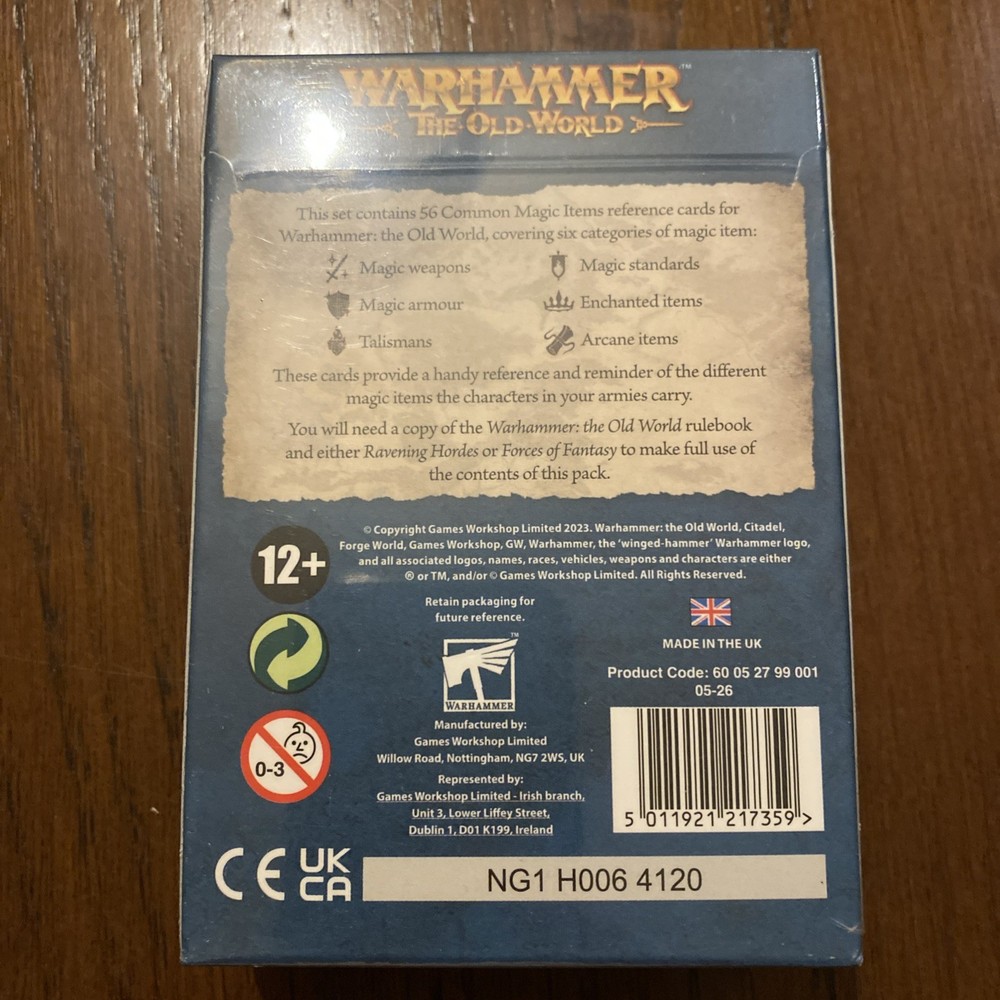 WARHAMMER™
THE·OLD·WORLD
This set contains 56 Common Magic Items reference cards for
Warhammer: the Old World, covering six categories of magic item:
Magic weapons
Magic standards
Magic armour
Enchanted items
Talismans
Arcane items
These cards provide a handy reference and reminder of the different
magic items the characters in your armies carry.
You will need a copy of the Warhammer: the Old World rulebook
and either Ravening Hordes or Forces of Fantasy to make full use of
the contents of this pack.
© Copyright Games Workshop Limited 2023. Warhammer: the Old World, Citadel,
Forge World, Games Workshop, GW, Warhammer, the ‘winged-hammer’ Warhammer logo,
and all associated logos, names, races, vehicles, weapons and characters are either
® or TM, and/or © Games Workshop Limited. All Rights Reserved.
12+
Retain packaging for
future reference.
™
WARHAMMER
Manufactured by:
Games Workshop Limited
Willow Road, Nottingham, NG7 2WS, UK
Represented by:
Games Workshop Limited - Irish branch,
Unit 3, Lower Liffey Street,
Dublin 1, D01 K199, Ireland
MADE IN THE UK
Product Code: 60 05 27 99 001
05-26
5 011921 217359 >
0-3
CE
UK
CA
NG1 H006 4120